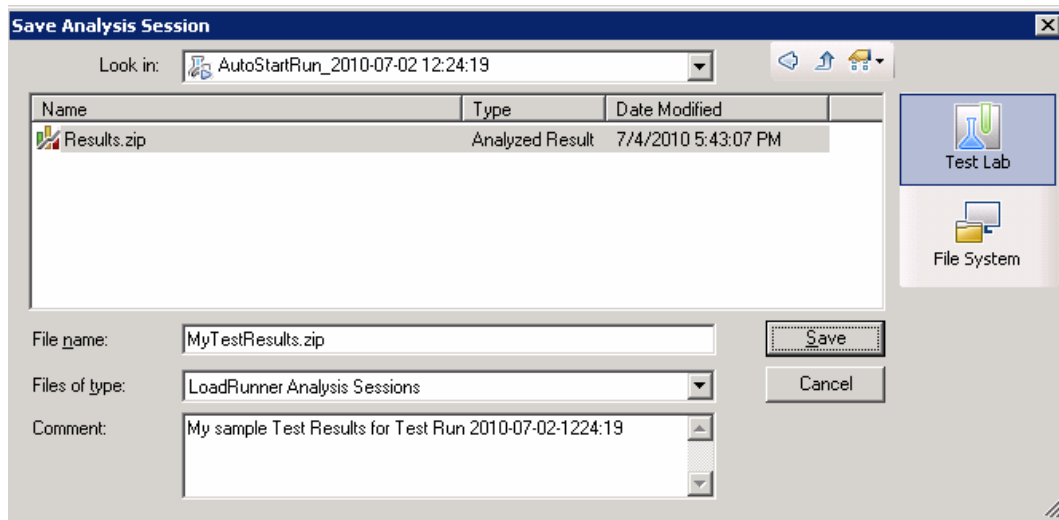 Save Analysis Session
Look in: AutoStartRun_2010-07-02 12:24:19
Name Type Date Modified
Results.zip Analyzed Result 7/4/2010 5:43:07 PM
Test Lab
File System
File name: MyTestResults.zip Save
Files of type: LoadRunner Analysis Sessions Cancel
Comment: My sample Test Results for Test Run 2010-07-02-1224:19